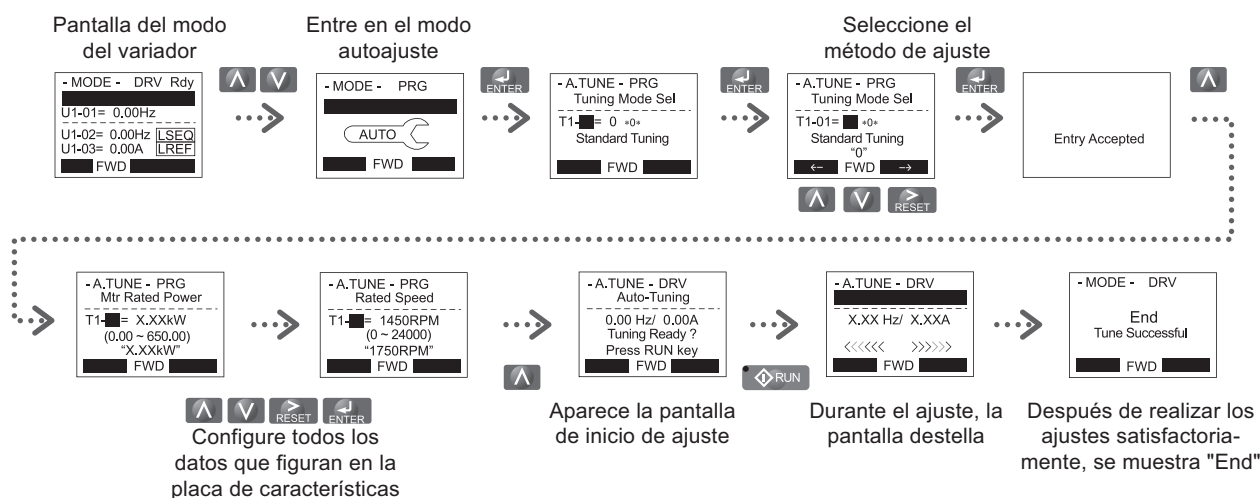 Pantalla del modo
del variador
- MODE - DRV Rdy
U1-01= 0.00Hz
U1-02= 0.00Hz LSEQ
U1-03= 0.00A LREF
FWD
Entre en el modo
autoajuste
- MODE - PRG
AUTO
FWD
ENTER
- A.TUNE - PRG
Tuning Mode Sel
T1- = 0 *0*
Standard Tuning
FWD
ENTER
Seleccione el
método de ajuste
- A.TUNE - PRG
Tuning Mode Sel
T1-01= *0*
Standard Tuning
“0”
←- FWD -→
RESET
ENTER
Entry Accepted
- A.TUNE - PRG
Mtr Rated Power
T1- = X.XXkW
(0.00 ~ 650.00)
“X.XXkW”
FWD
- A.TUNE - PRG
Rated Speed
T1- = 1450RPM
(0 ~ 24000)
“1750RPM”
FWD
RESET ENTER
Configure todos los
datos que figuran en la
placa de características
- A.TUNE - DRV
Auto-Tuning
0.00 Hz/ 0.00A
Tuning Ready ?
Press RUN key
FWD
Aparece la pantalla
de inicio de ajuste
RUN
- A.TUNE - DRV
X.XX Hz/ X.XXA
<<<<<< >>>>>>
FWD
Durante el ajuste, la
pantalla destella
- MODE - DRV
End
Tune Successful
FWD
Después de realizar los
ajustes satisfactoria-
mente, se muestra "End"